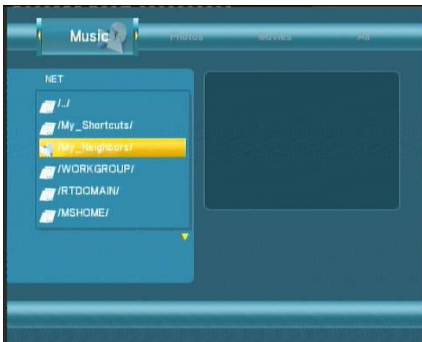 Music Photos Movies All
NET
/../
/My_Shortcuts/
/My_Neighbors/
/WORKGROUP/
/RTDOMAIN/
/MSHOME/